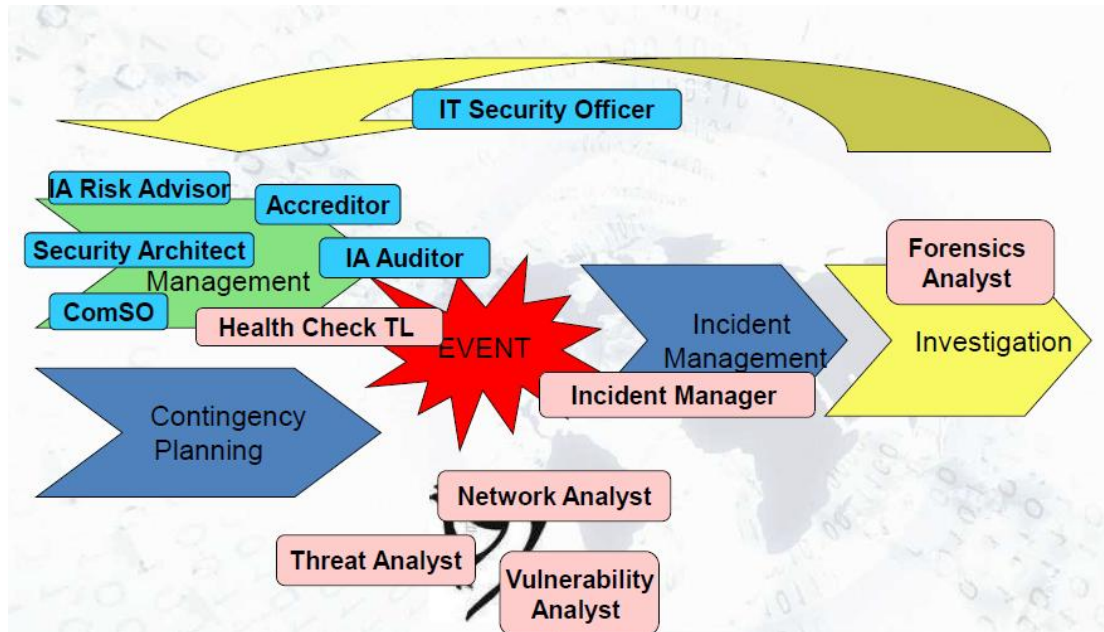 IT Security Officer
IA Risk Advisor
Accreditor
Security Architect
IA Auditor
Management
ComSO
Health Check TL
EVENT
Incident
Management
Incident Manager
Forensics
Analyst
Investigation
Contingency
Planning
Network Analyst
Threat Analyst
Vulnerability
Analyst